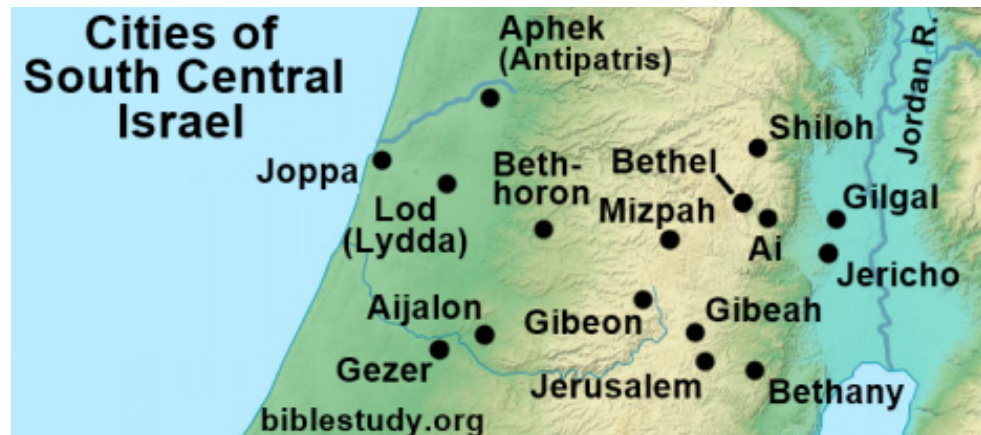 Cities of
South Central
Israel
Aphek
(Antipatris)
Jordan R.
Shiloh
Joppa
Beth-
horon
Bethel
Gilgal
Lod
(Lydda)
Mizpah
Ai
Jericho
Aijalon
Gibeon
Gibeah
Gezer
Jerusalem
Bethany
biblestudy.org